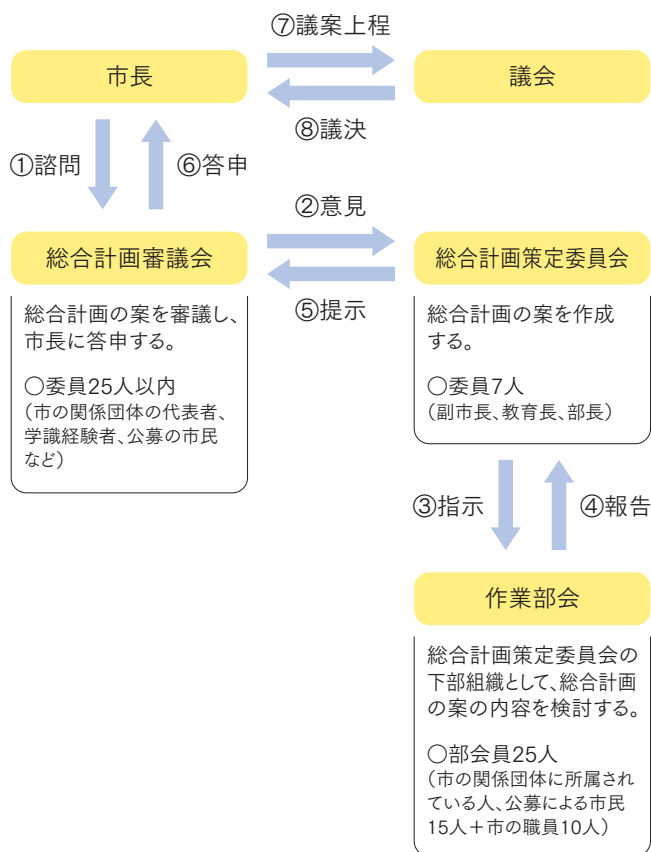 ⑦議案上程
市長
議会
⑧議決
①諮問
⑥答申
②意見
総合計画審議会
総合計画策定委員会
⑤提示
総合計画の案を審議し、
市長に答申する。
○委員25人以内
（市の関係団体の代表者、
学識経験者、公募の市民
など）
総合計画の案を作成
する。
○委員7人
（副市長、教育長、部長）
③指示
④報告
作業部会
総合計画策定委員会の
下部組織として、総合計画
の案の内容を検討する。
○部会員25人
（市の関係団体に所属され
ている人、公募による市民
15人＋市の職員10人）